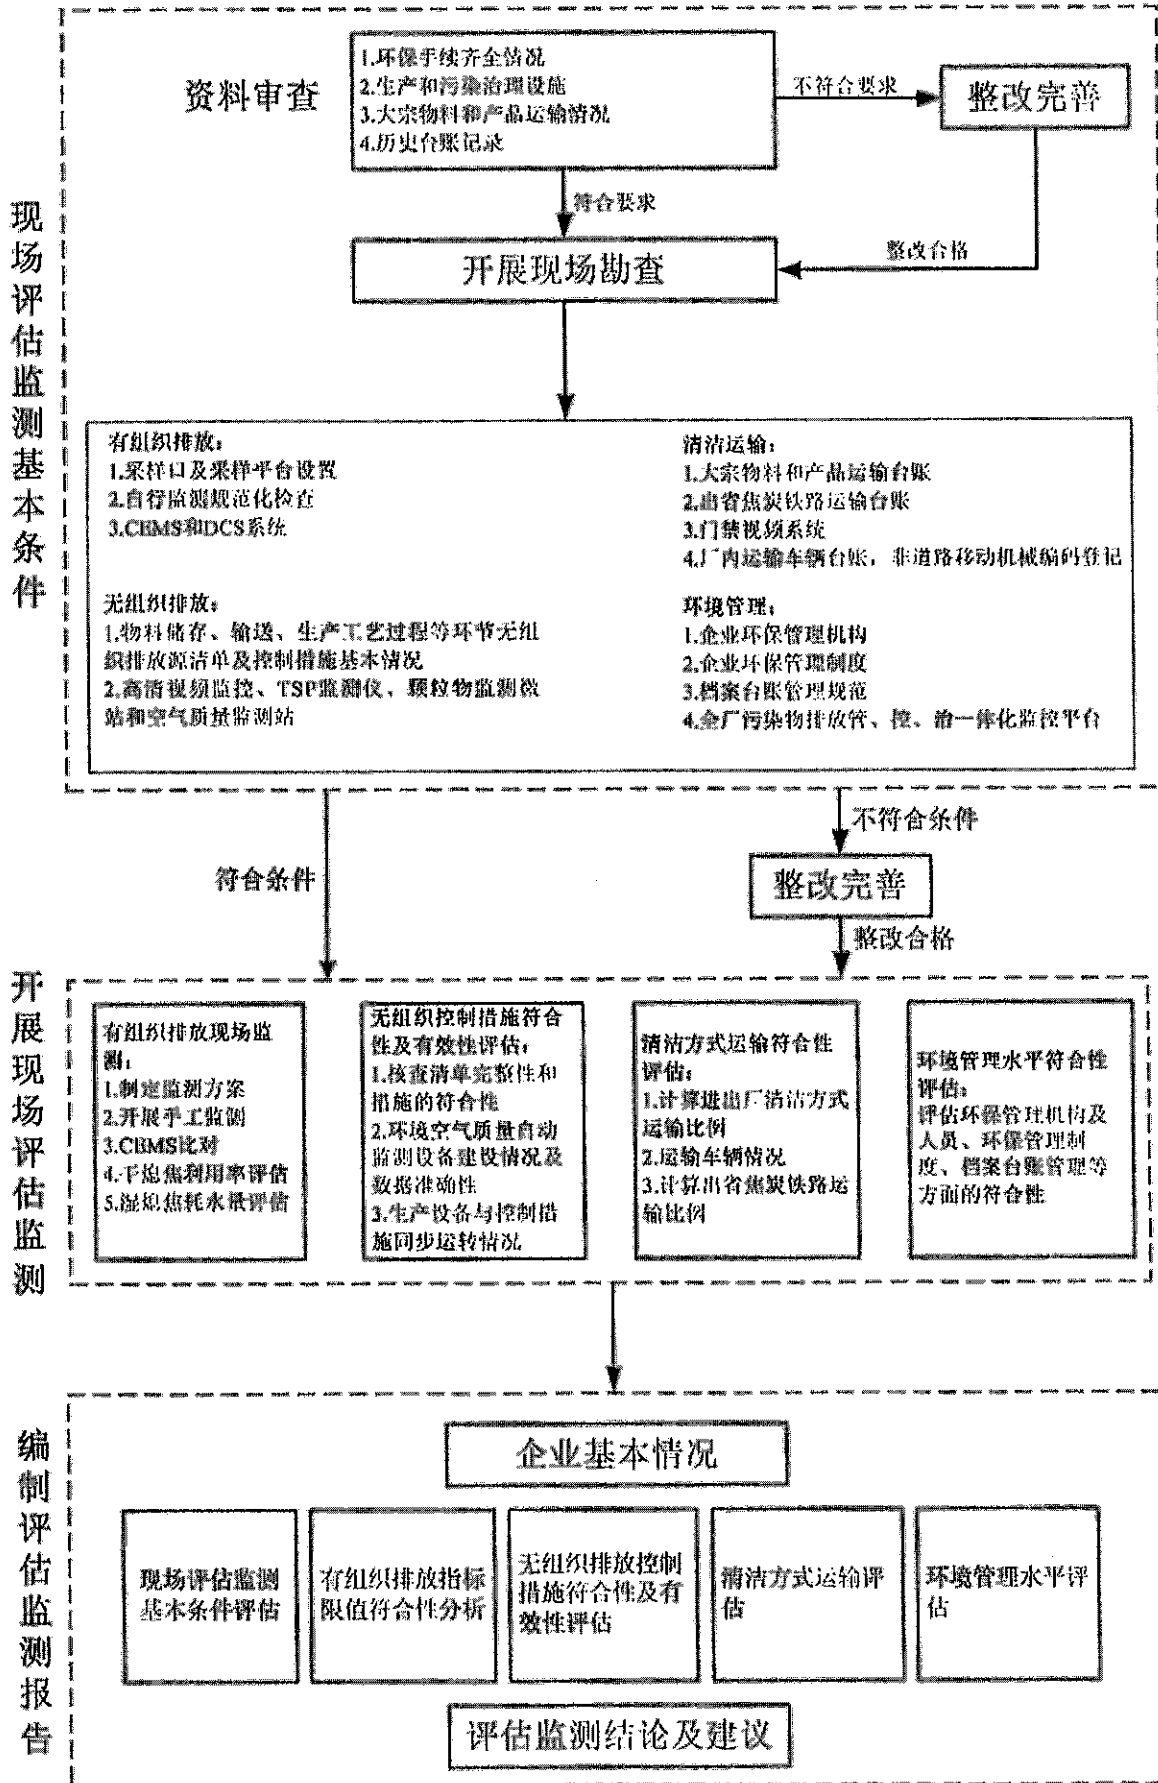 现场评估监测基本条件
资料审查
1.环保手续齐全情况
2.生产和污染治理设施
3.大宗物料和产品运输情况
4.历史台账记录
不符合要求
整改完善
符合要求
整改合格
开展现场勘查
有组织排放：
1.采样口及采样平台设置
2.自行监测规范化检查
3.CEMS和DCS系统
无组织排放：
1.物料储存、输送、生产工艺过程等环节无组
织排放源清单及控制措施基本情况
2.高清视频监控、TSP监测仪、颗粒物监测微
站和空气质量监测站
清洁运输：
1.大宗物料和产品运输台账
2.出省焦炭铁路运输台账
3.门禁视频系统
4.厂内运输车辆台账，非道路移动机械编码登记
环境管理：
1.企业环保管理机构
2.企业环保管理制度
3.档案台账管理规范
4.全厂污染物排放管、控、治一体化监控平台
符合条件
不符合条件
整改完善
整改合格
开展现场评估监测
有组织排放现场监
测：
1.制定监测方案
2.开展手工监测
3.CEMS比对
4.干熄焦利用率评估
5.湿熄焦耗水量评估
无组织控制措施符合
性及有效性评估：
1.核查清单完整性和
措施的符合性
2.环境空气质量自动
监测设备建设情况及
数据准确性
3.生产设备与控制措
施同步运转情况
清洁方式运输符合性
评估：
1.计算进出厂清洁方式
运输比例
2.运输车辆情况
3.计算出省焦炭铁路运
输比例
环境管理水平符合性
评估：
评估环保管理机构及
人员、环保管理制
度、档案台账管理等
方面的符合性
编制评估监测报告
企业基本情况
现场评估监测
基本条件评估
有组织排放指标
限值符合性分析
无组织排放控制
措施符合性及有
效性评估
清洁方式运输评
估
环境管理水平评
估
评估监测结论及建议